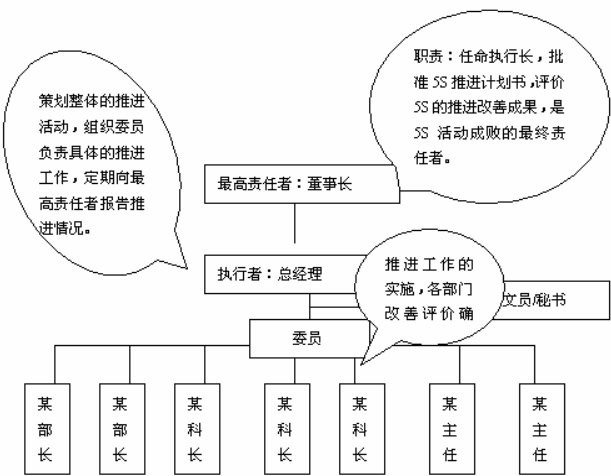 职责：任命执行长，批
准5S推进计划书，评价
5S的推进改善成果，是
5S 活动成败的最终责
任者。
策划整体的推进
活动，组织委员
负责具体的推进
工作，定期向最
高责任者报告推
进情况。
最高责任者：董事长
执行者：总经理
推进工作的
实施，各部门
改善评价确
文员/秘书
委员
某部长
某部长
某科长
某科长
某科长
某主任
某主任